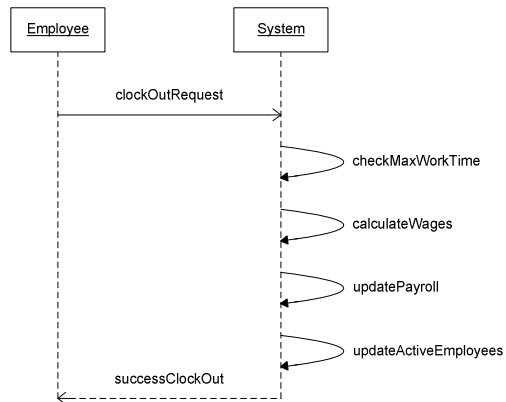 Employee
System
clockOutRequest
checkMaxWorkTime
calculateWages
updatePayroll
updateActiveEmployees
successClockOut